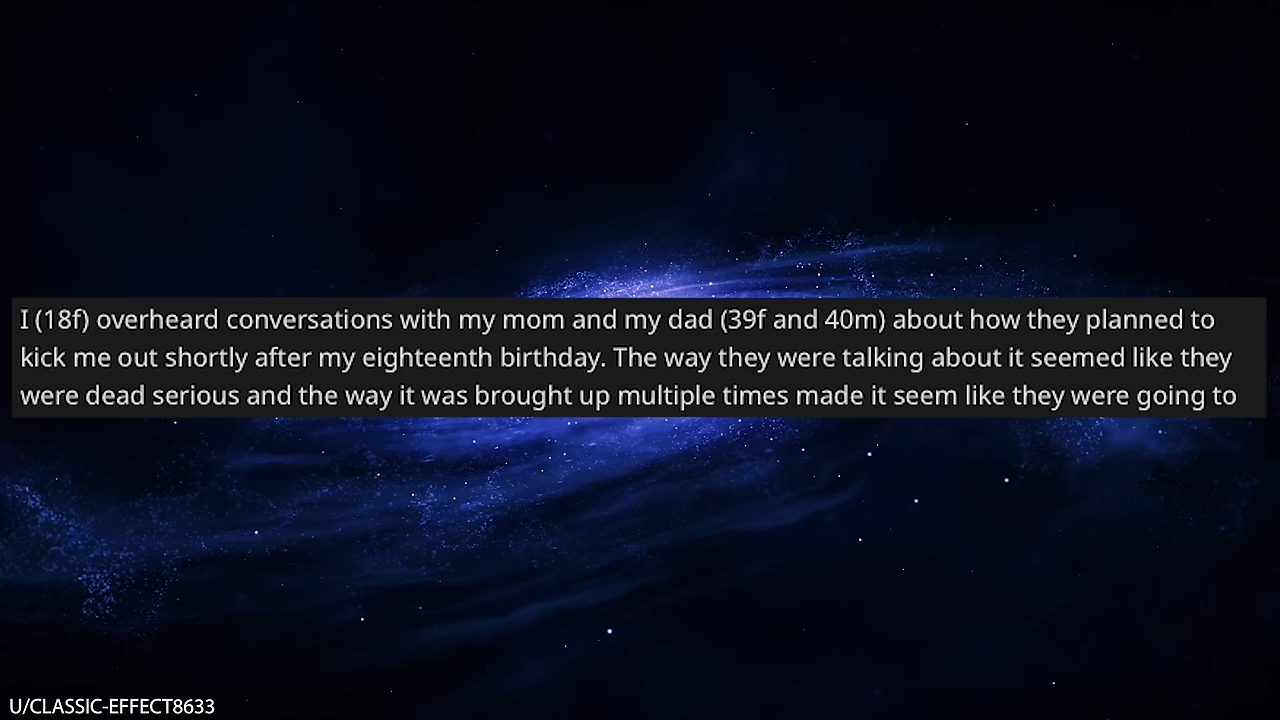 I (18f) overheard conversations with my mom and my dad (39f and 40m) about how they planned to
kick me out shortly after my eighteenth birthday. The way they were talking about it seemed like they
were dead serious and the way it was brought up multiple times made it seem like they were going to
U/CLASSIC-EFFECT8633